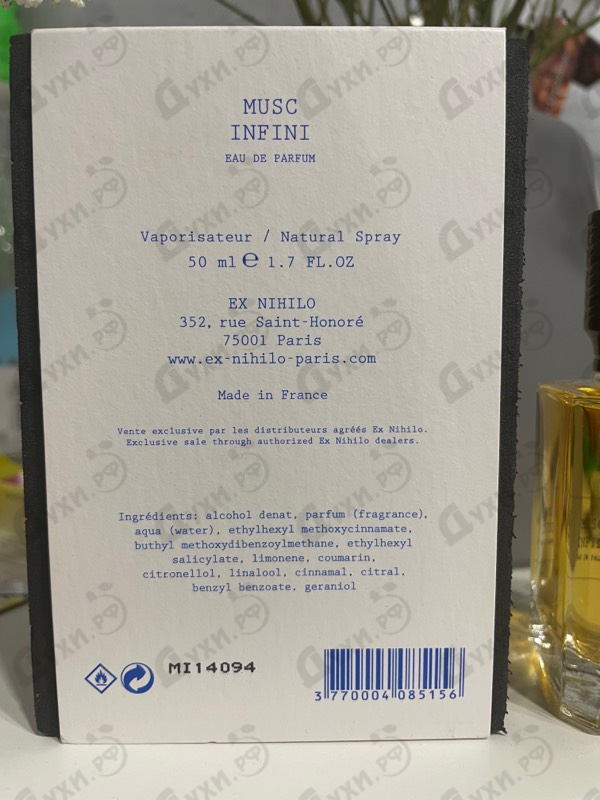 MUSC
INFINI
EAU DE PARFUM
Vaporisateur / Natural Spray
50 ml e 1.7 FL.OZ
EX NIHILO
352, rue Saint-Honoré
75001 Paris
www.ex-nihilo-paris.com
Made in France
Vente exclusive par les distributeurs agréés Ex Nihilo.
Exclusive sale through authorized Ex Nihilo dealers.
Ingrédients: alcohol denat, parfum (fragrance),
aqua (water), ethylhexyl methoxycinnamate,
buthyl methoxydibenzoylmethane, ethylhexyl
salicylate, limonene, coumarin,
citronellol, linalool, cinnamal, citral,
benzyl benzoate, geraniol
MI14094
3 770004 085156
Духи.рф